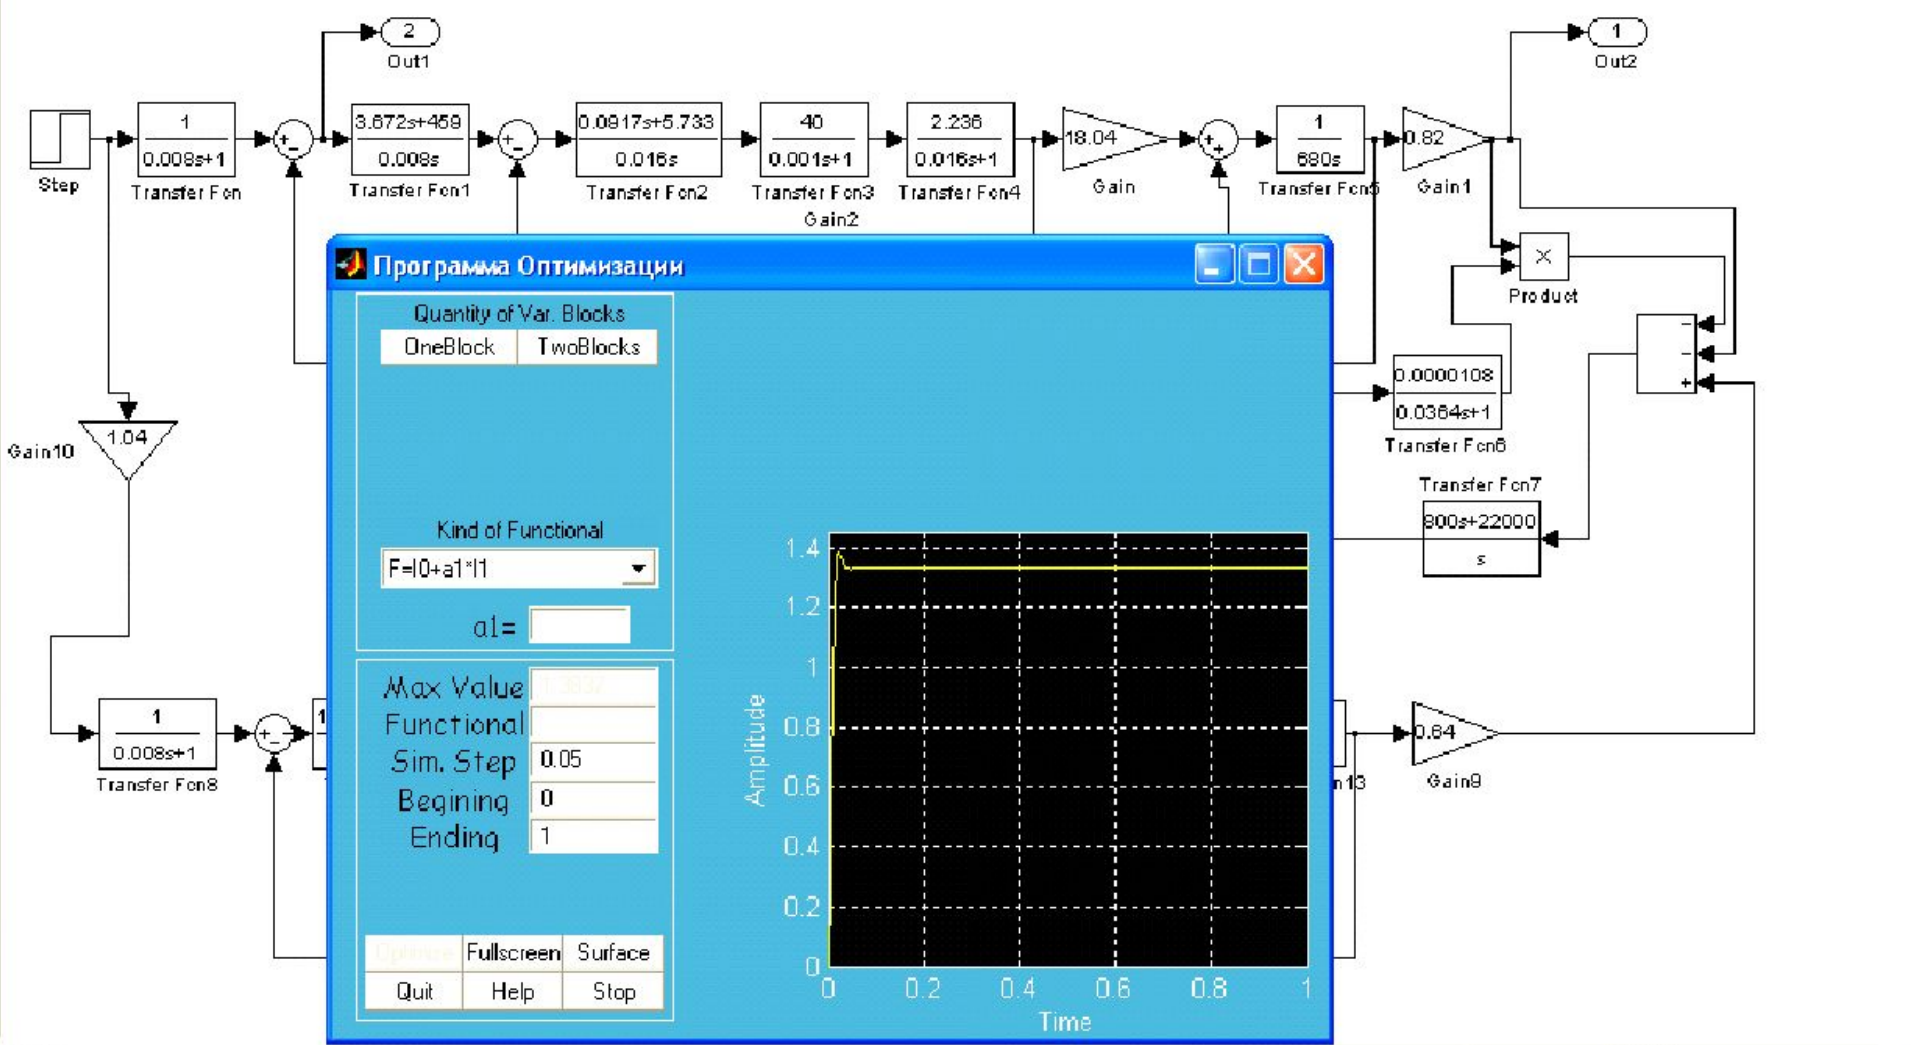 2
Out1
1
Out2
1
0.008s+1
Transfer Fcn
3.672s+459
0.008s
Transfer Fcn1
0.0917s+5.733
0.016s
Transfer Fcn2
40
0.001s+1
Transfer Fcn3
Gain2
2.236
0.016s+1
Transfer Fcn4
18.04
Gain
1
680s
Transfer Fcn5
0.82
Gain1
Step
Программа Оптимизации
Quantity of Var. Blocks
OneBlock TwoBlocks
×
Product
0.0000108
0.0364s+1
Transfer Fcn6
Transfer Fcn7
800s+22000
s
1.04
Gain10
Kind of Functional
F=I0+a1*I1
a1=
Max Value
Functional
Sim. Step 0.05
Begining 0
Ending 1
Fullscreen Surface
Quit Help Stop
1.4
1.2
1
0.8
0.6
0.4
0.2
0
Amplitude
0 0.2 0.4 0.6 0.8 1
Time
1
0.008s+1
Transfer Fcn8
1
n13
0.64
Gain9